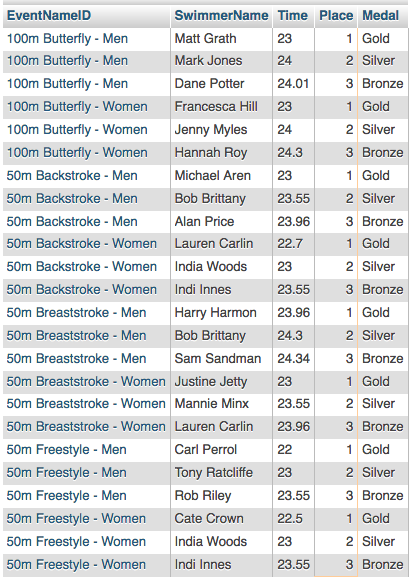 EventNameID SwimmerName Time Place Medal
100m Butterfly - Men Matt Grath 23 1 Gold
100m Butterfly - Men Mark Jones 24 2 Silver
100m Butterfly - Men Dane Potter 24.01 3 Bronze
100m Butterfly - Women Francesca Hill 23 1 Gold
100m Butterfly - Women Jenny Myles 24 2 Silver
100m Butterfly - Women Hannah Roy 24.3 3 Bronze
50m Backstroke - Men Michael Aren 23 1 Gold
50m Backstroke - Men Bob Brittany 23.55 2 Silver
50m Backstroke - Men Alan Price 23.96 3 Bronze
50m Backstroke - Women Lauren Carlin 22.7 1 Gold
50m Backstroke - Women India Woods 23 2 Silver
50m Backstroke - Women Indi Innes 23.55 3 Bronze
50m Breaststroke - Men Harry Harmon 23.96 1 Gold
50m Breaststroke - Men Bob Brittany 24.3 2 Silver
50m Breaststroke - Men Sam Sandman 24.34 3 Bronze
50m Breaststroke - Women Justine Jetty 23 1 Gold
50m Breaststroke - Women Mannie Minx 23.55 2 Silver
50m Breaststroke - Women Lauren Carlin 23.96 3 Bronze
50m Freestyle - Men Carl Perrol 22 1 Gold
50m Freestyle - Men Tony Ratcliffe 23 2 Silver
50m Freestyle - Men Rob Riley 23.55 3 Bronze
50m Freestyle - Women Cate Crown 22.5 1 Gold
50m Freestyle - Women India Woods 23 2 Silver
50m Freestyle - Women Indi Innes 23.55 3 Bronze